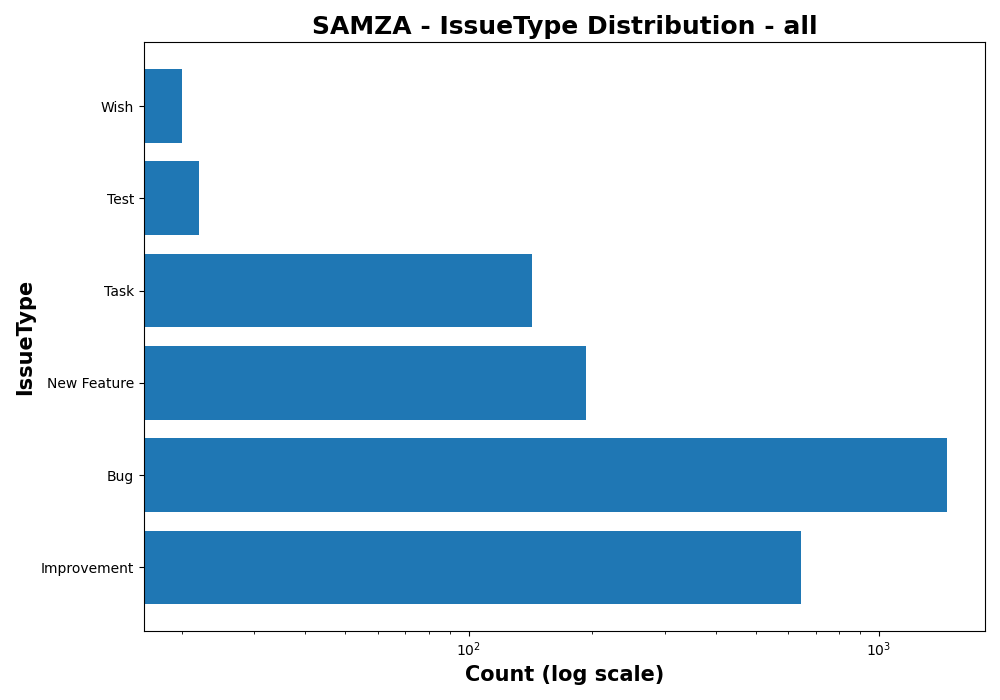 SAMZA - IssueType Distribution - all
IssueType
Wish
Test
Task
New Feature
Bug
Improvement
10²
10³
Count (log scale)